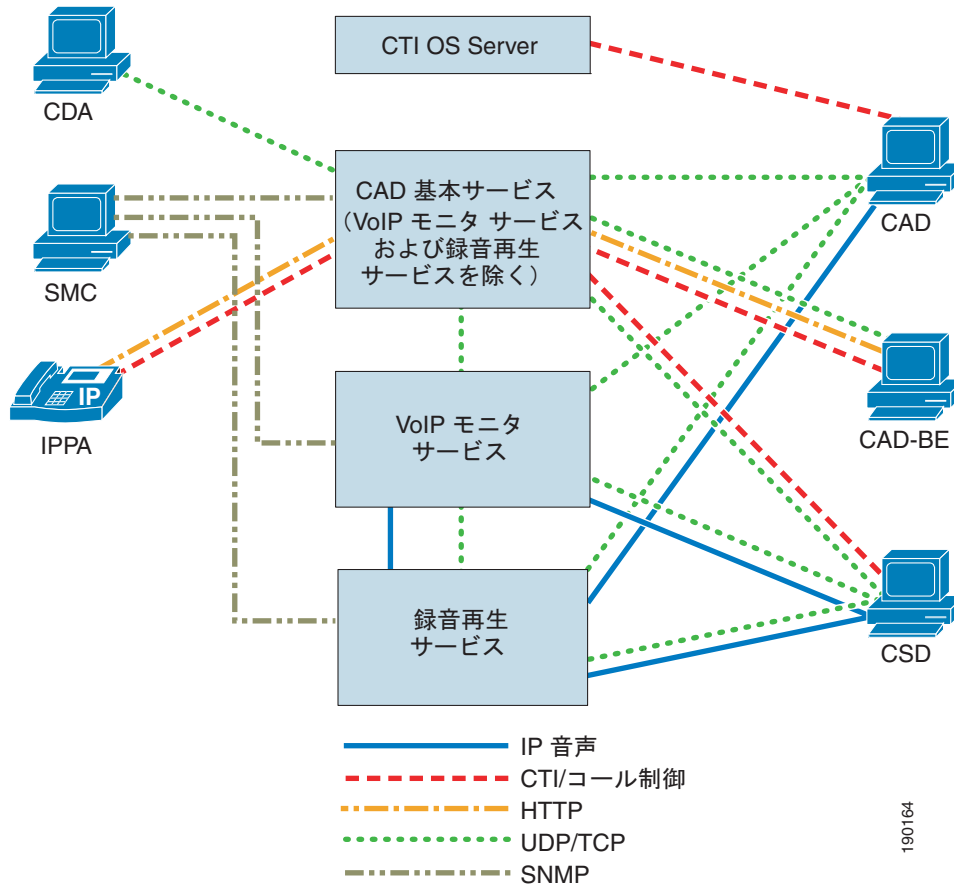 CTI OS Server
CDA
CAD 基本サービス
（VoIP モニタ サービス
および録音再生
サービスを除く）
CAD
SMC
IP
IPPA
VoIP モニタ
サービス
CAD-BE
録音再生
サービス
CSD
IP 音声
CTI/コール制御
HTTP
UDP/TCP
SNMP
190164